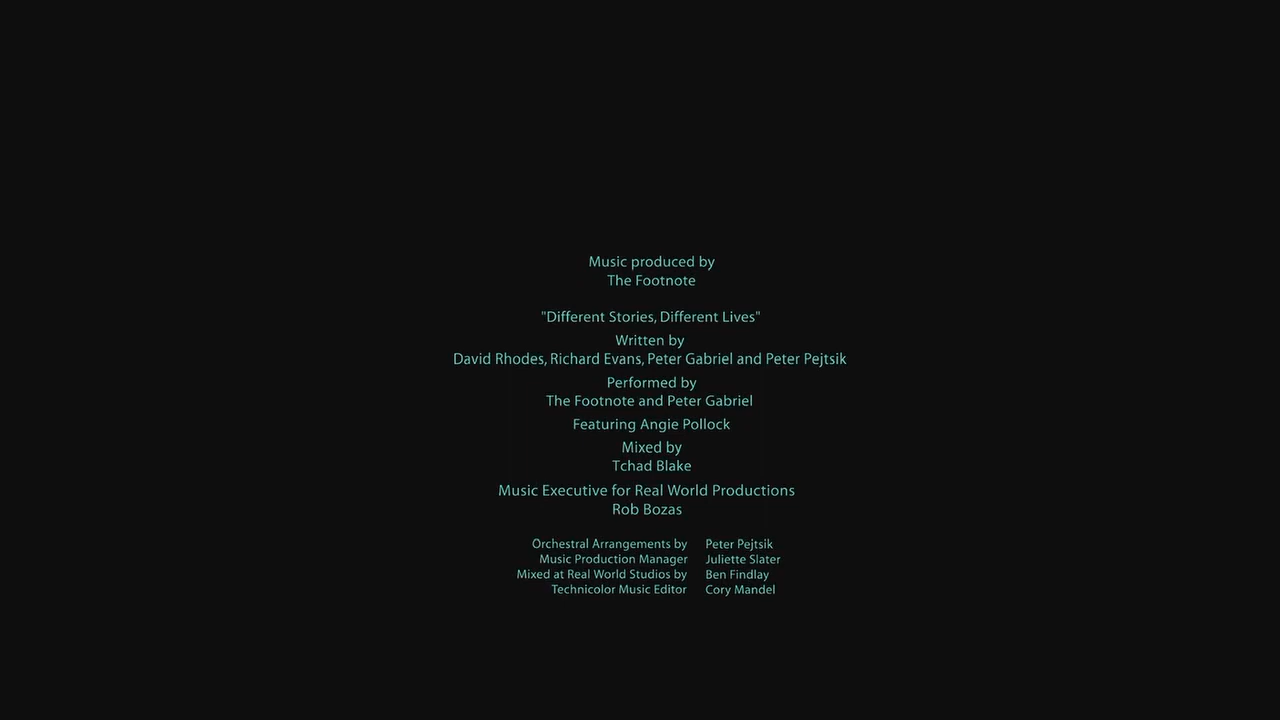 Music produced by
The Footnote
"Different Stories, Different Lives"
Written by
David Rhodes, Richard Evans, Peter Gabriel and Peter Pejtsik
Performed by
The Footnote and Peter Gabriel
Featuring Angie Pollock
Mixed by
Tchad Blake
Music Executive for Real World Productions
Rob Bozas
Orchestral Arrangements by Peter Pejtsik
Music Production Manager Juliette Slater
Mixed at Real World Studios by Ben Findlay
Technicolor Music Editor Cory Mandel